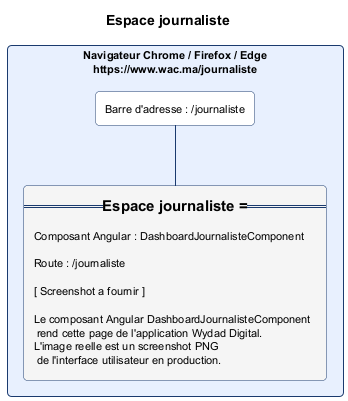 Espace journaliste
Navigateur Chrome / Firefox / Edge
https://www.wac.ma/journaliste
Barre d'adresse : /journaliste
Espace journaliste =
Composant Angular : DashboardJournalisteComponent
Route : /journaliste
[ Screenshot a fournir ]
Le composant Angular DashboardJournalisteComponent
rend cette page de l'application Wydad Digital.
L'image reelle est un screenshot PNG
de l'interface utilisateur en production.